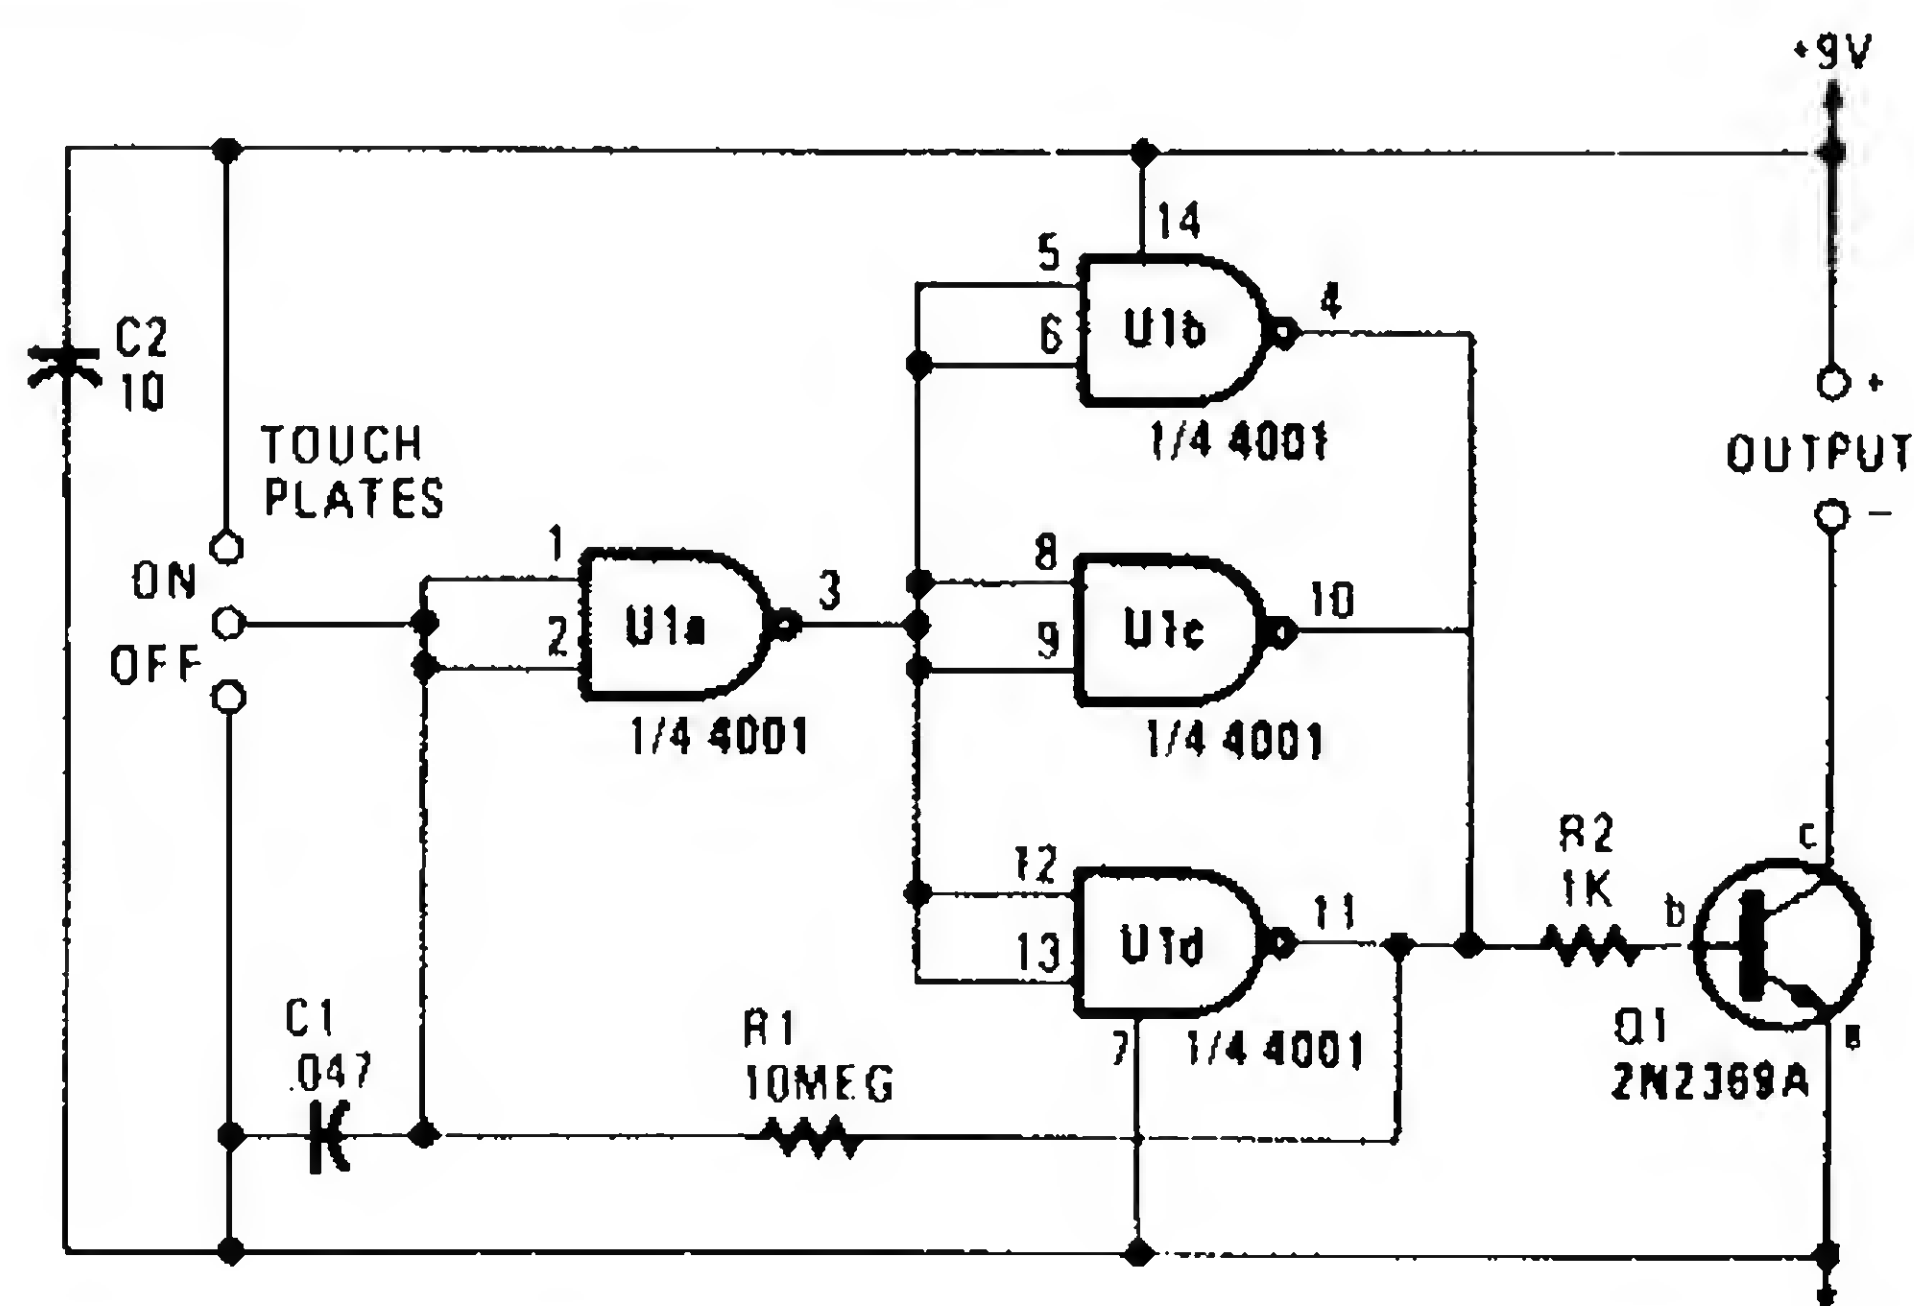 +9V
14
5
6
U1b
4
1/4 4001
C2
10
TOUCH
PLATES
ON
OFF
+
OUTPUT
−
1
2
U1a
3
1/4 4001
8
9
U1c
10
1/4 4001
R2
1K
b
c
e
12
13
U1d
11
7
1/4 4001
C1
.047
R1
10MEG
Q1
2N2369A